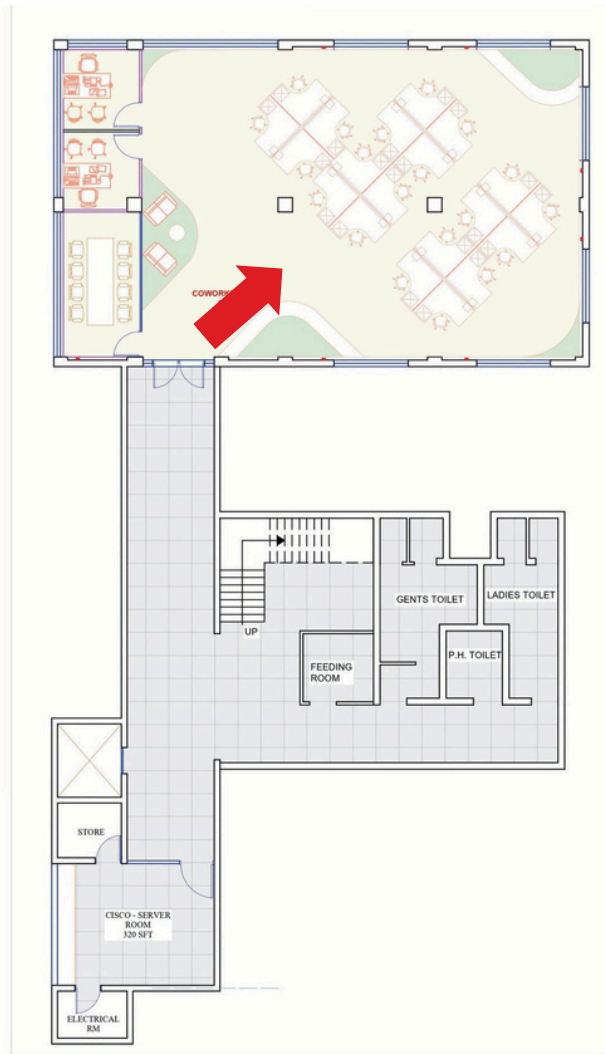 UP
GENTS TOILET
LADIES TOILET
P.H. TOILET
FEEDING
ROOM
STORE
CISCO - SERVER
ROOM
320 SFT
ELECTRICAL
RM